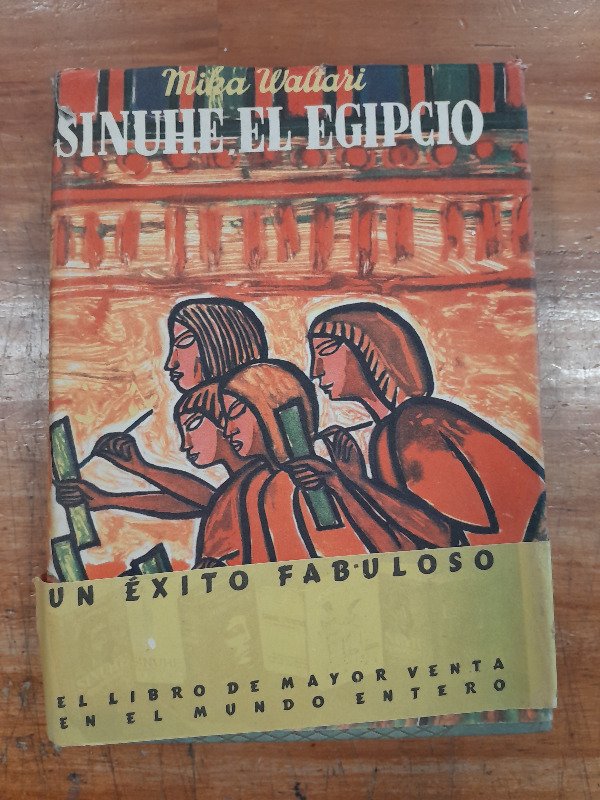 Mika Waltari
SINUHE, EL EGIPCIO
UN ÉXITO FABULOSO
EL LIBRO DE MAYOR VENTA
EN EL MUNDO ENTERO